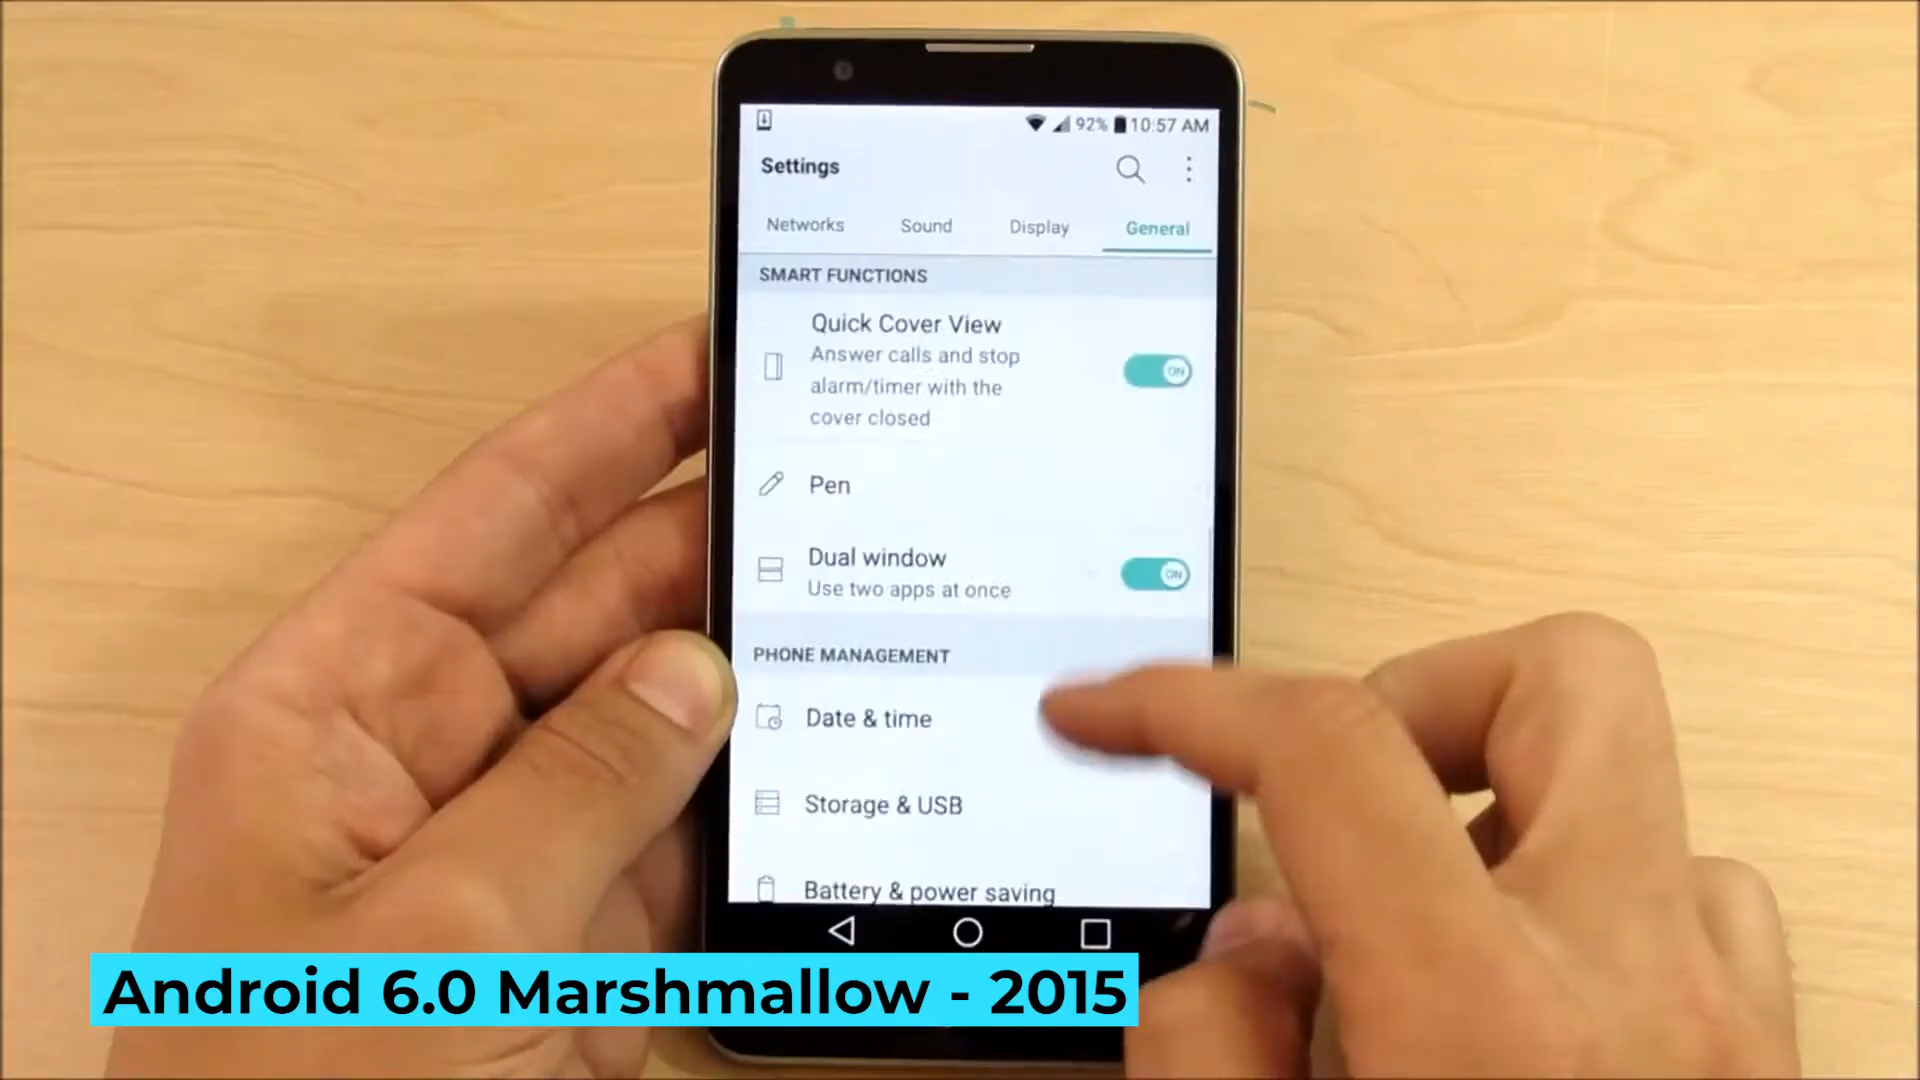 92% 10:57 AM
Settings
Networks Sound Display General
SMART FUNCTIONS
Quick Cover View
Answer calls and stop
alarm/timer with the
cover closed
ON
Pen
Dual window
Use two apps at once
ON
PHONE MANAGEMENT
Date & time
Storage & USB
Battery & power saving
Android 6.0 Marshmallow - 2015